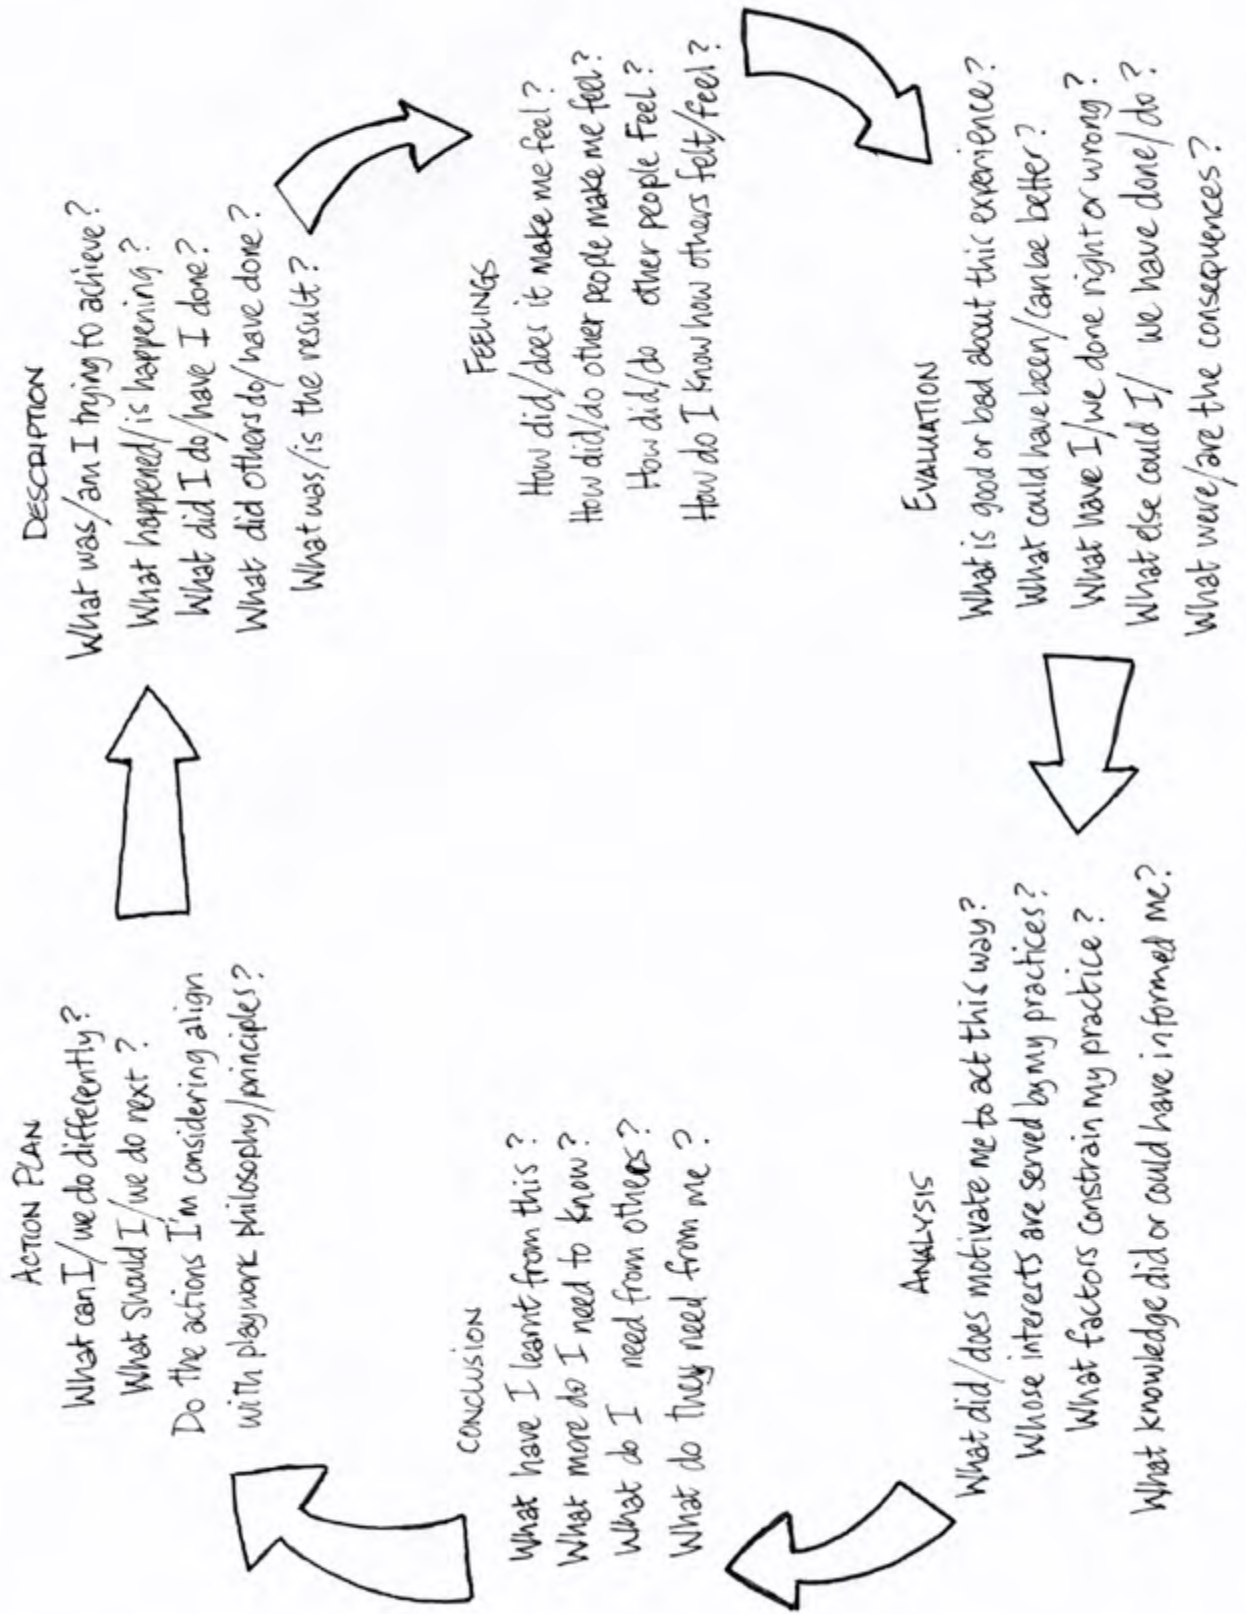 DESCRIPTION
What was/am I trying to achieve?
What happened/is happening?
What did I do/have I done?
What did others do/have done?
What was/is the result?
FEELINGS
How did/does it make me feel?
How did/do other people make me feel?
How did/do other people feel?
How do I know how others felt/feel?
EVALUATION
What is good or bad about this experience?
What could have been/can be better?
What have I/we done right or wrong?
What else could I/ we have done/do?
What were/are the consequences?
ANALYSIS
What did/does motivate me to act this way?
Whose interests are served by my practices?
What factors constrain my practice?
What knowledge did or could have informed me?
CONCLUSION
What have I learnt from this?
What more do I need to know?
What do I need from others?
What do they need from me?
ACTION PLAN
What can I/we do differently?
What should I/we do next?
Do the actions I'm considering align
with playwork philosophy/principles?